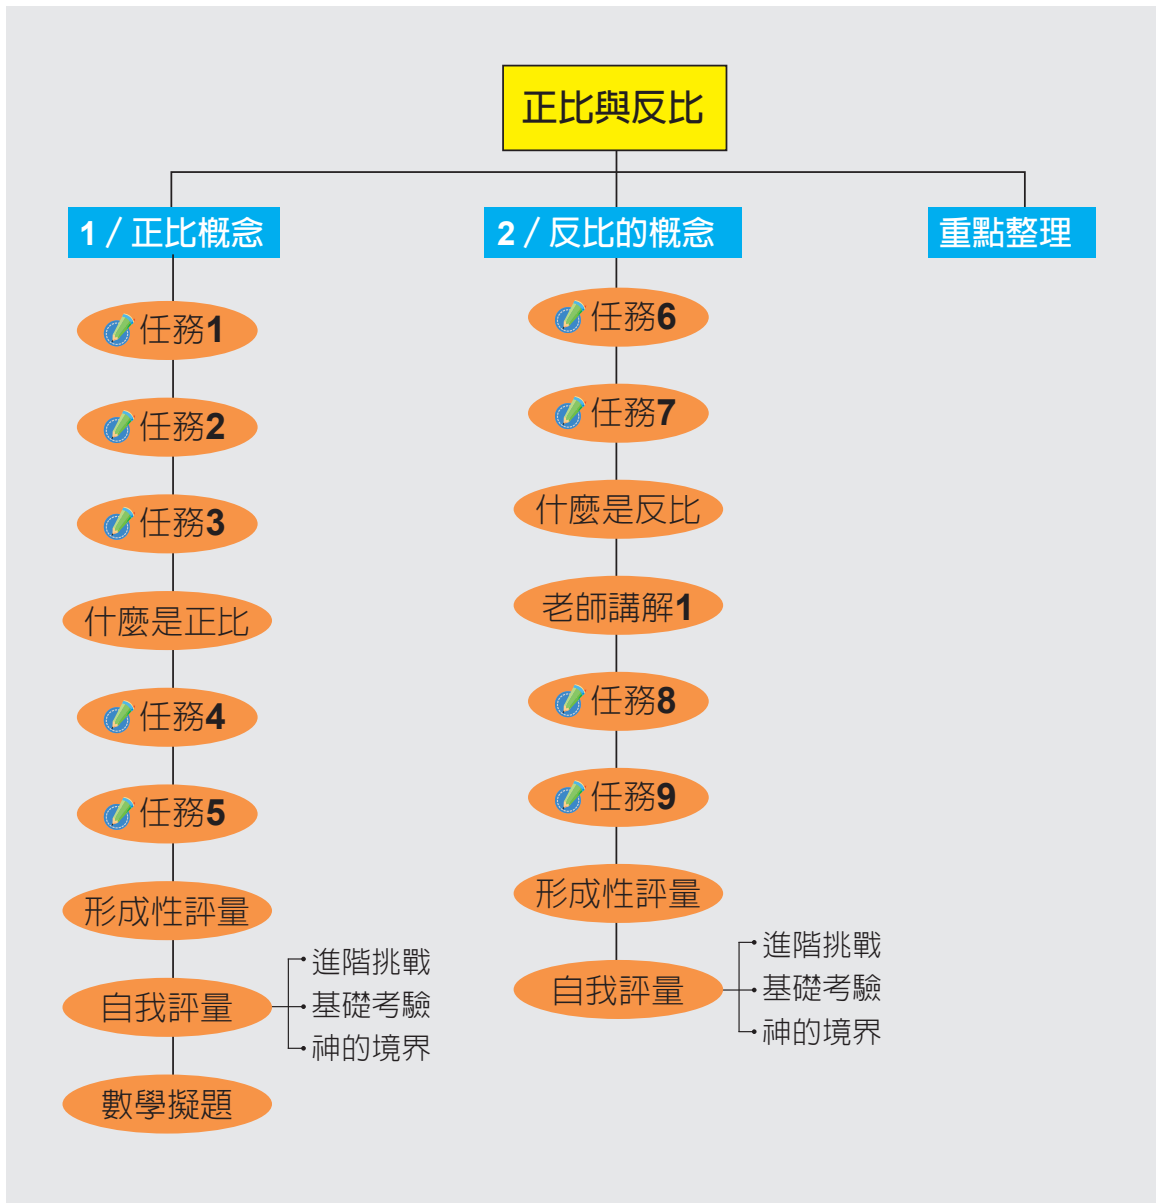 正比與反比
1／正比概念
任務1
任務2
任務3
什麼是正比
任務4
任務5
形成性評量
自我評量
進階挑戰
基礎考驗
神的境界
數學擬題
2／反比的概念
任務6
任務7
什麼是反比
老師講解1
任務8
任務9
形成性評量
自我評量
進階挑戰
基礎考驗
神的境界
重點整理